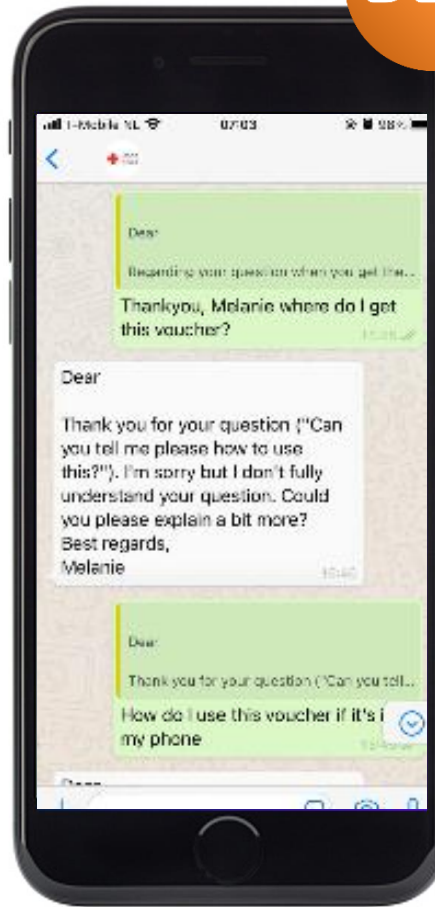 T-Mobile NL 07:03 98%
Dear
Regarding your question when you get the...
Thankyou, Melanie where do I get
this voucher?
Dear
Thank you for your question ("Can
you tell me please how to use
this?"). I'm sorry but I don't fully
understand your question. Could
you please explain a bit more?
Best regards,
Melanie
Dear
Thank you for your question ("Can you tell...
How do I use this voucher if it's i
my phone